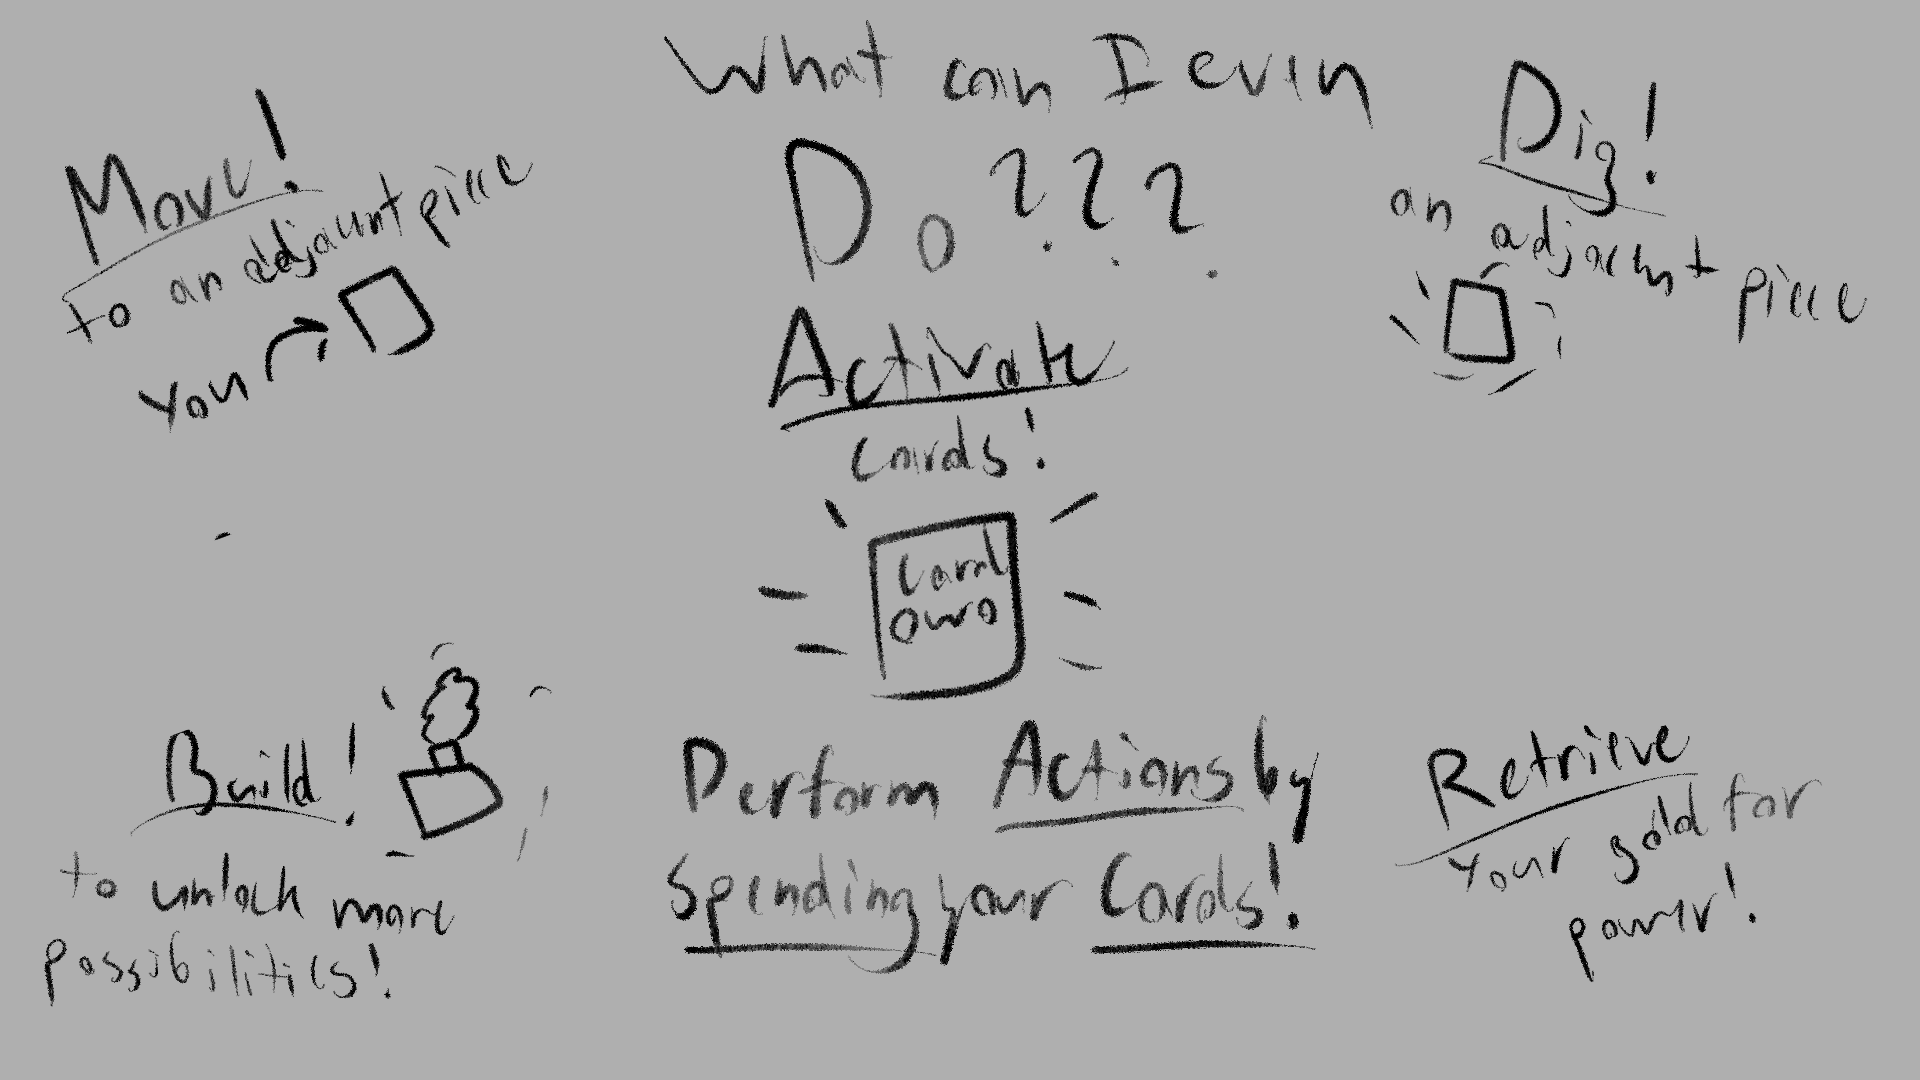 What can I even
Do???
Move!
to an adjacent piece
You
Dig!
an adjacent piece
Activate
Cards!
Card
owo
Build!
to unlock more
possibilities!
Perform Actions by
Spending your Cards!
Retrieve
Your gold for
power!